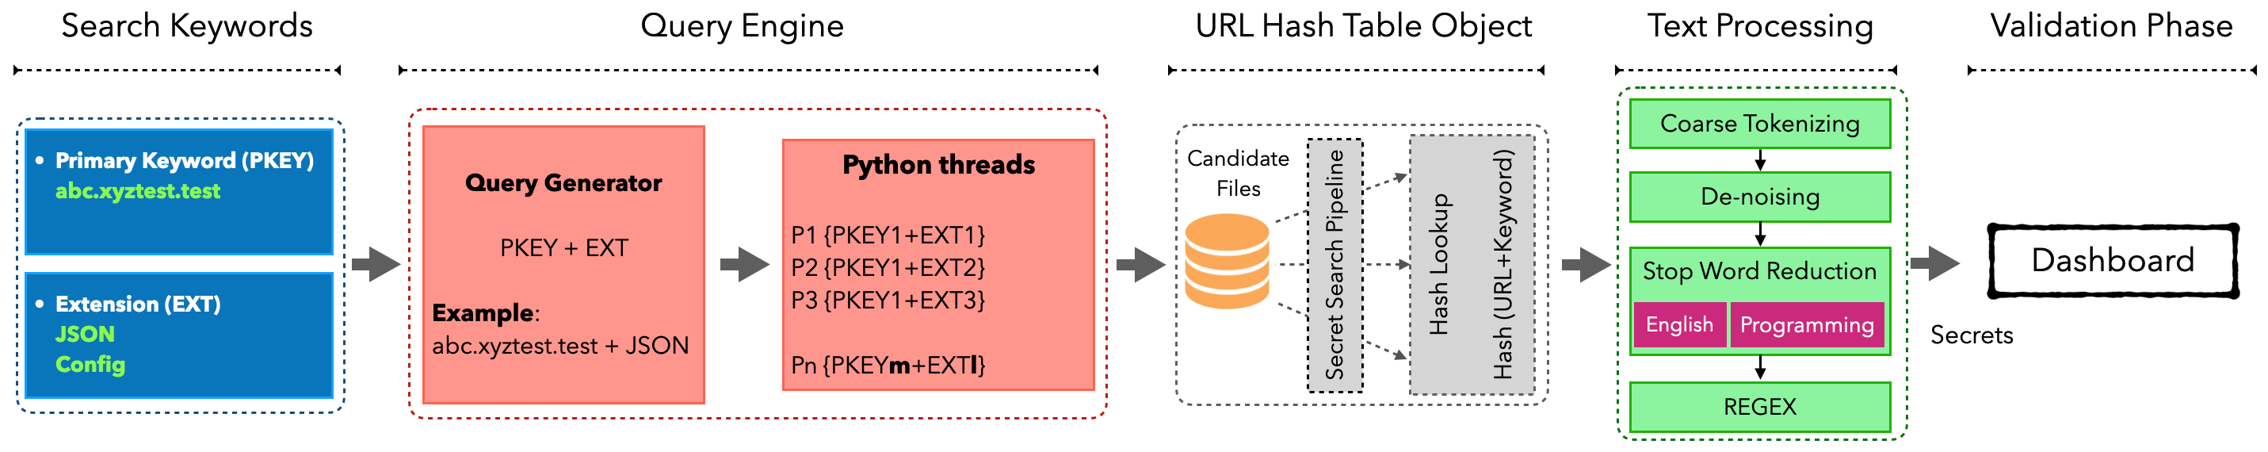 Search Keywords
Query Engine
URL Hash Table Object
Text Processing
Validation Phase
• Primary Keyword (PKEY)
abc.xyztest.test
• Extension (EXT)
JSON
Config
Query Generator
PKEY + EXT
Example:
abc.xyztest.test + JSON
Python threads
P1 {PKEY1+EXT1}
P2 {PKEY1+EXT2}
P3 {PKEY1+EXT3}
Pn {PKEYm+EXTl}
Candidate
Files
Secret Search Pipeline
Hash Lookup
Hash (URL+Keyword)
Coarse Tokenizing
De-noising
Stop Word Reduction
English
Programming
REGEX
Secrets
Dashboard